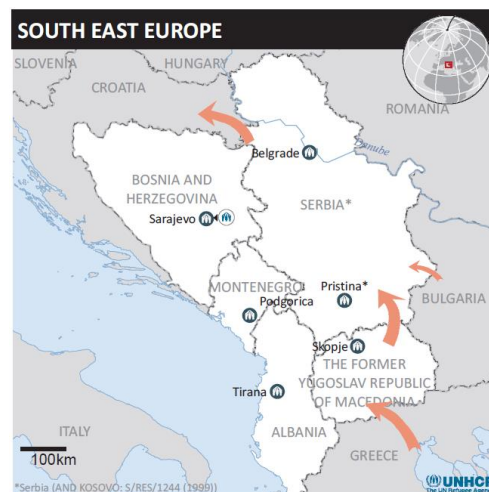 SOUTH EAST EUROPE
SLOVENIA
HUNGARY
CROATIA
ROMANIA
Danube
Belgrade
BOSNIA AND
HERZEGOVINA
SERBIA*
Sarajevo
Pristina*
MONTENEGRO
Podgorica
BULGARIA
Skopje
THE FORMER
YUGOSLAV REPUBLIC
OF MACEDONIA
Tirana
ITALY
ALBANIA
GREECE
100km
*Serbia (AND KOSOVO: S/RES/1244 (1999))
UNHCR
The UN Refugee Agency